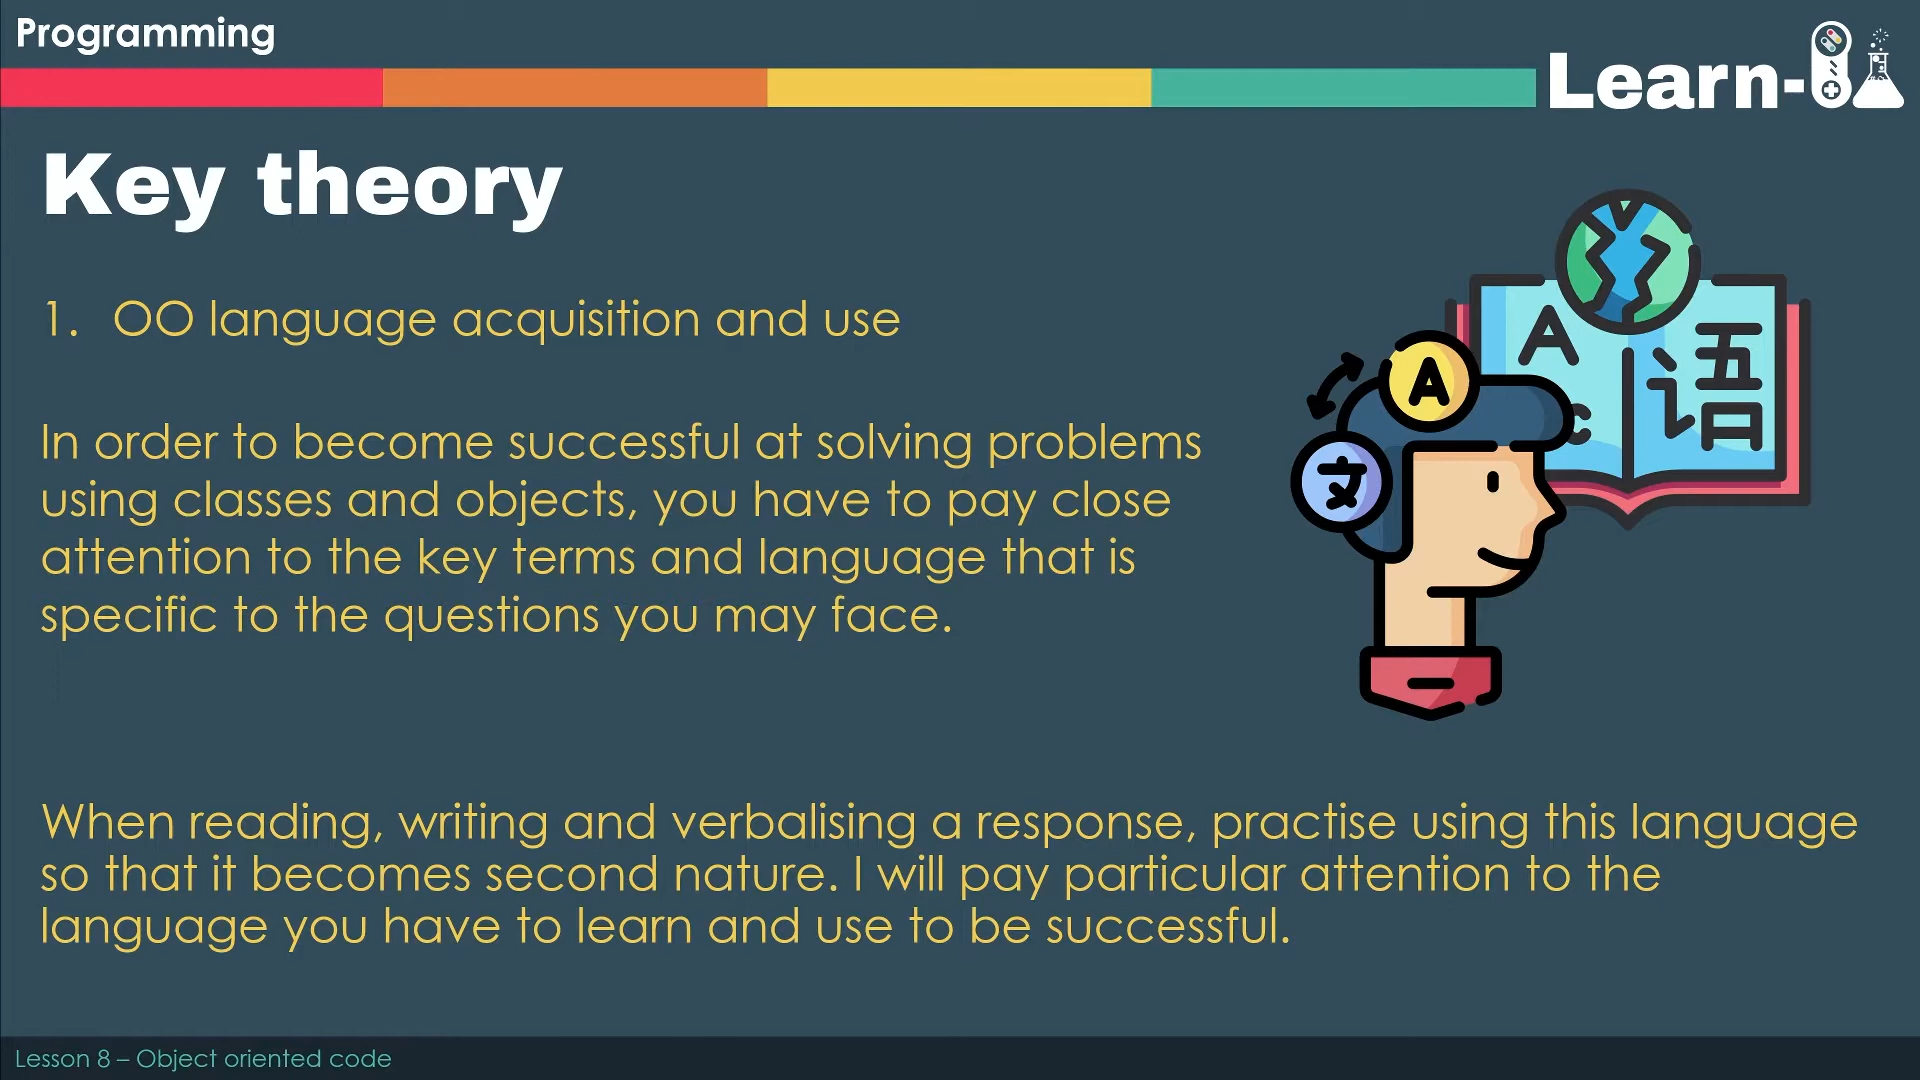 Programming
Learn-
Key theory
1. OO language acquisition and use
In order to become successful at solving problems
using classes and objects, you have to pay close
attention to the key terms and language that is
specific to the questions you may face.
A
语
A
文
When reading, writing and verbalising a response, practise using this language
so that it becomes second nature. I will pay particular attention to the
language you have to learn and use to be successful.
Lesson 8 – Object oriented code